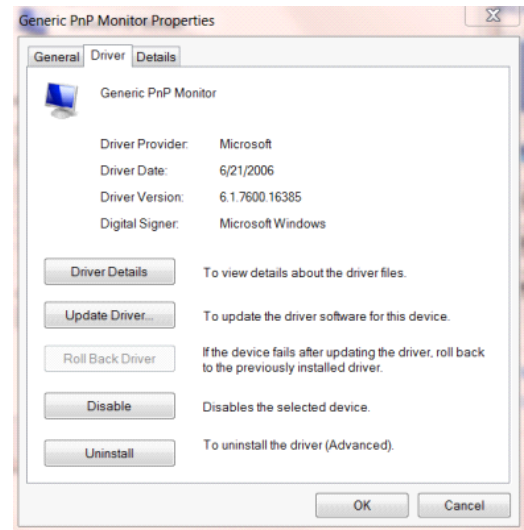 Generic PnP Monitor Properties
General Driver Details
Generic PnP Monitor
Driver Provider: Microsoft
Driver Date: 6/21/2006
Driver Version: 6.1.7600.16385
Digital Signer: Microsoft Windows
Driver Details To view details about the driver files.
Update Driver... To update the driver software for this device.
Roll Back Driver If the device fails after updating the driver, roll back
to the previously installed driver.
Disable Disables the selected device.
Uninstall To uninstall the driver (Advanced).
OK Cancel